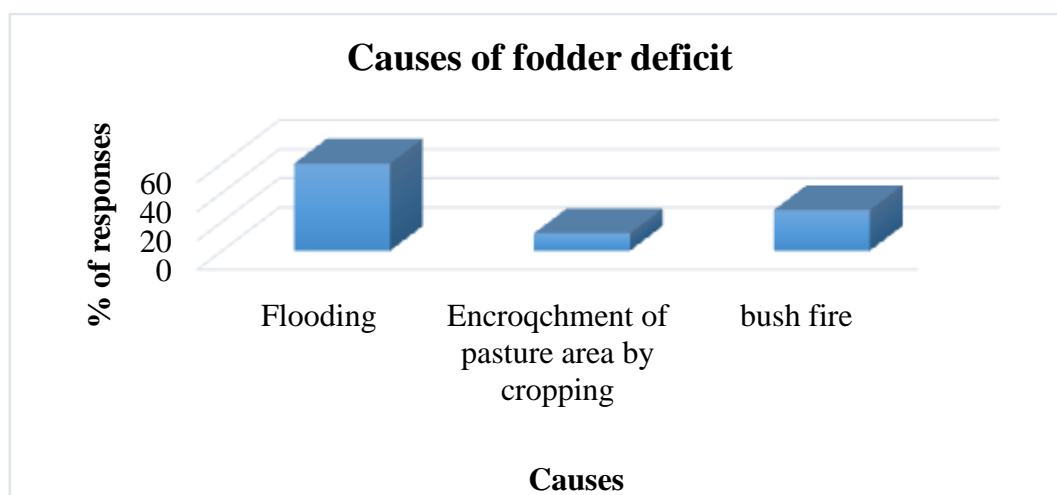 Causes of fodder deficit
% of responses
60
40
20
0
Flooding
Encroqchment of
pasture area by
cropping
bush fire
Causes